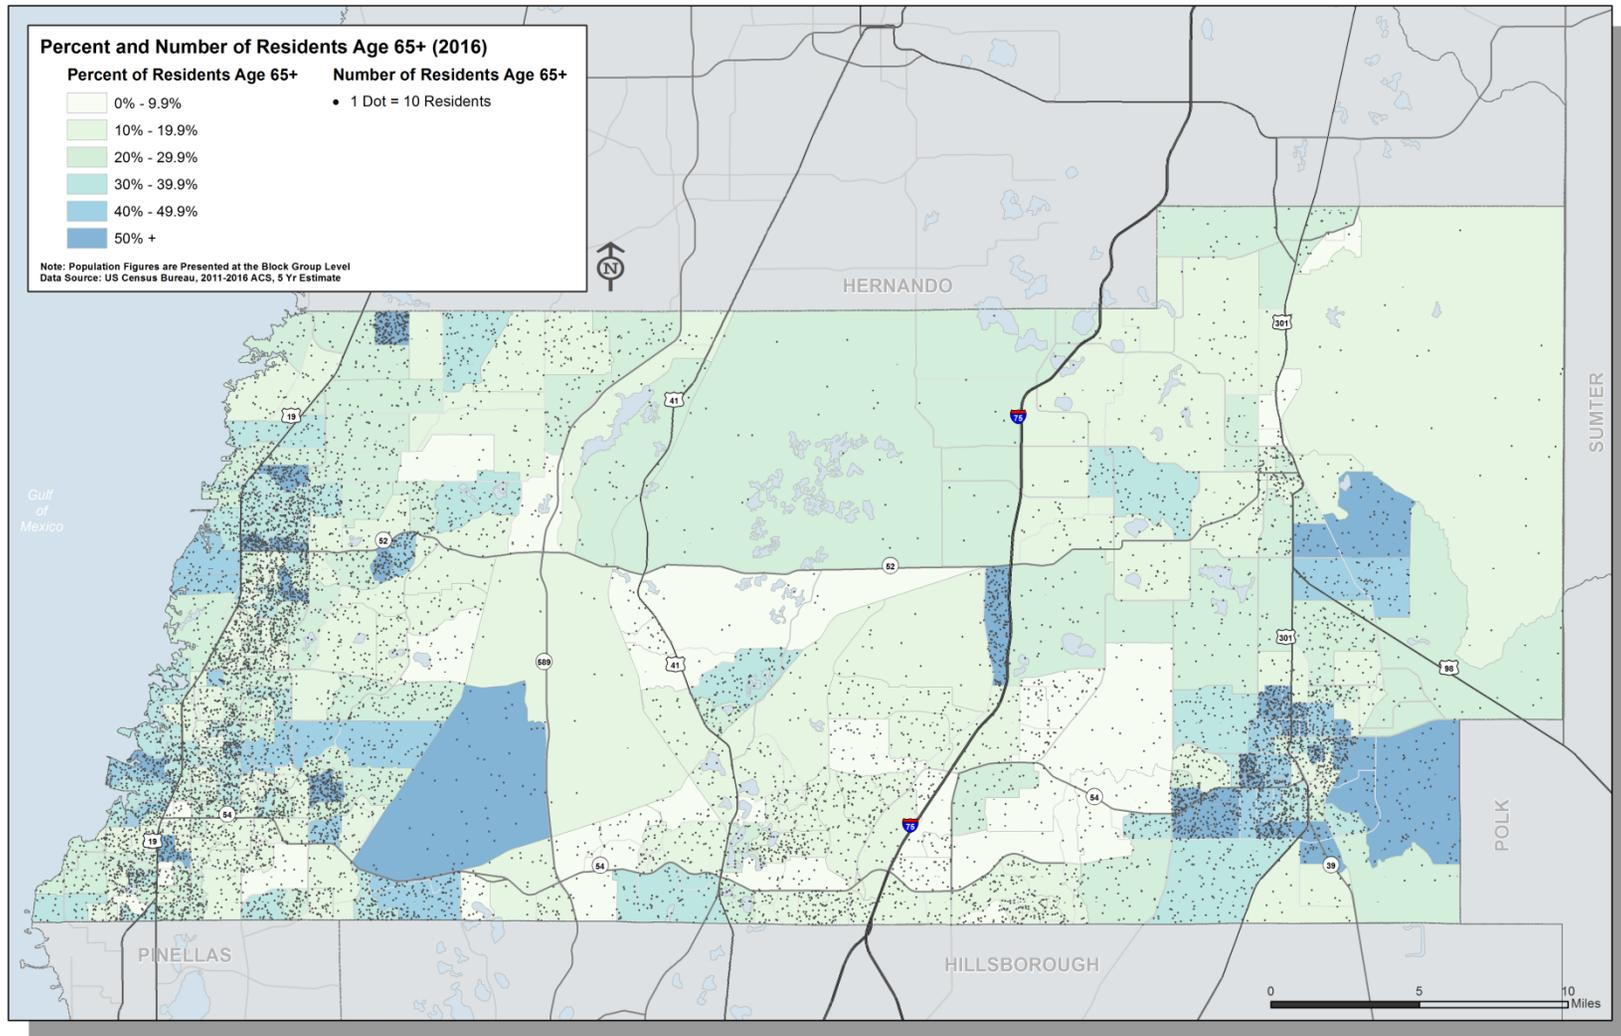 Percent and Number of Residents Age 65+ (2016)
Percent of Residents Age 65+
0% - 9.9%
10% - 19.9%
20% - 29.9%
30% - 39.9%
40% - 49.9%
50% +
Number of Residents Age 65+
1 Dot = 10 Residents
Note: Population Figures are Presented at the Block Group Level
Data Source: US Census Bureau, 2011-2016 ACS, 5 Yr Estimate
N
HERNANDO
301
SUMTER
41
19
75
Gulf
of
Mexico
52
52
301
589
41
98
54
54
POLK
19
75
54
39
PINELLAS
HILLSBOROUGH
0 5 10
Miles